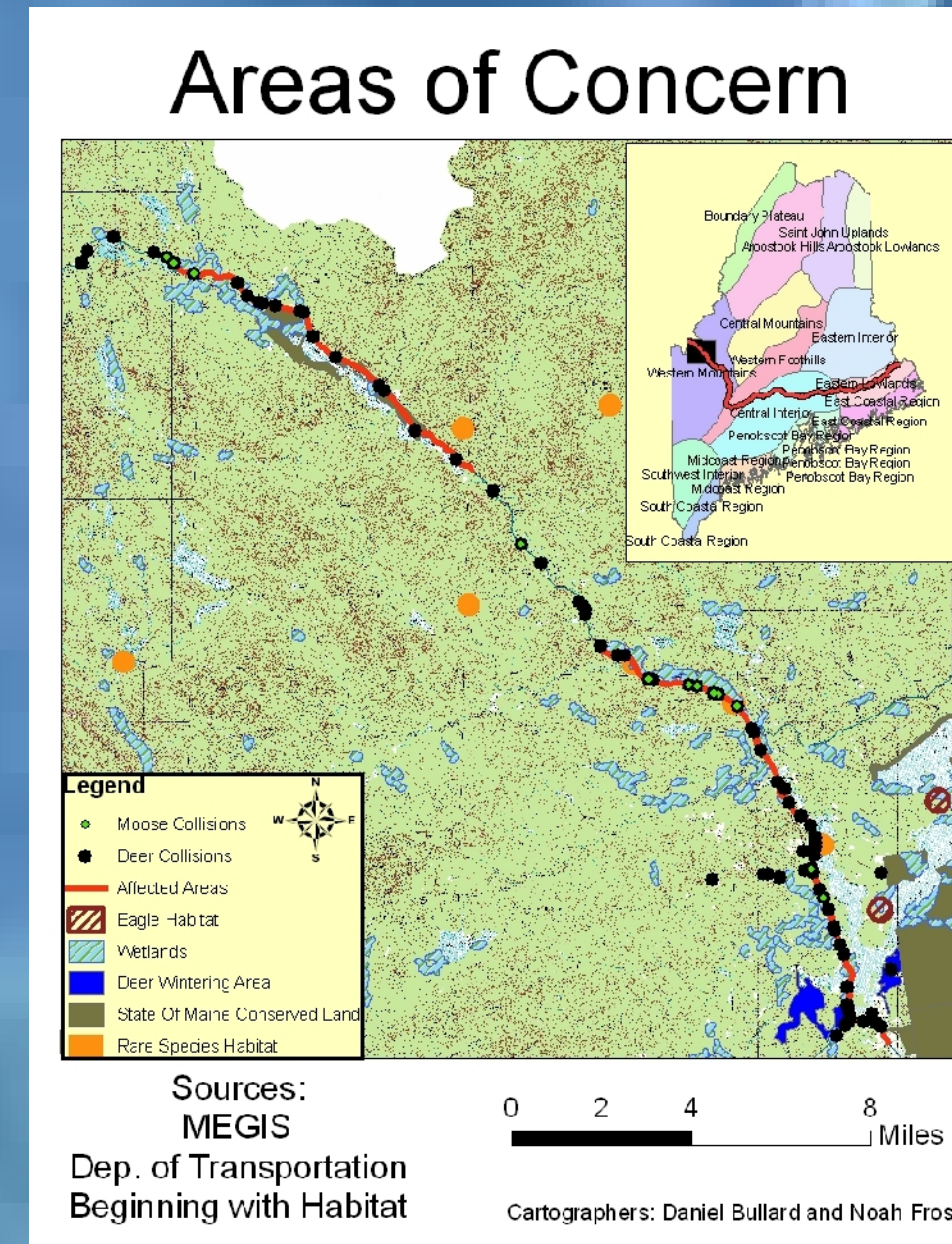 Areas of Concern
Boundary Plateau
Saint John Uplands
Aroostook Hills Aroostook Lowlands
Central Mountains
Eastern Interior
Western Foothills
Western Mountains
Eastern Lowlands
East Coastal Region
Central Interior
East Coastal Region
Penobscot Bay Region
Penobscot Bay Region
Midcoast Region
Penobscot Bay Region
Southwest Interior
Penobscot Bay Region
Midcoast Region
South Coastal Region
South Coastal Region
Legend
N
W
E
S
Moose Collisions
Deer Collisions
Affected Areas
Eagle Habitat
Wetlands
Deer Wintering Area
State Of Maine Conserved Land
Rare Species Habitat
Sources:
MEGIS
Dep. of Transportation
Beginning with Habitat
0 2 4 8
Miles
Cartographers: Daniel Bullard and Noah Fros